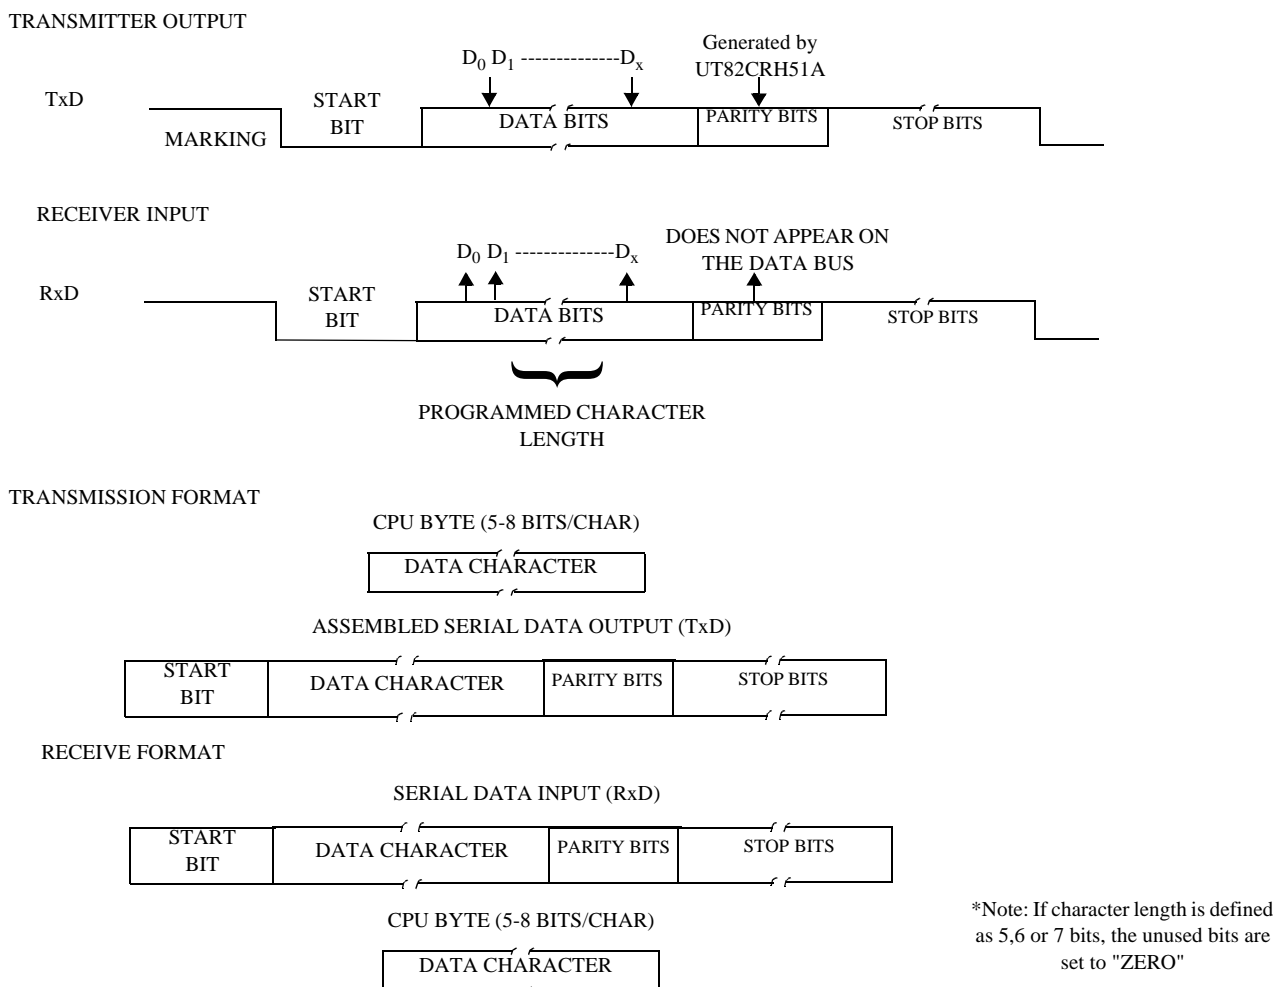 TRANSMITTER OUTPUT
D0 D1 --------------Dx
Generated by
UT82CRH51A
TxD
START
BIT
MARKING
DATA BITS
PARITY BITS
STOP BITS
RECEIVER INPUT
D0 D1 --------------Dx
DOES NOT APPEAR ON
THE DATA BUS
RxD
START
BIT
DATA BITS
PARITY BITS
STOP BITS
PROGRAMMED CHARACTER
LENGTH
TRANSMISSION FORMAT
CPU BYTE (5-8 BITS/CHAR)
DATA CHARACTER
ASSEMBLED SERIAL DATA OUTPUT (TxD)
START
BIT
DATA CHARACTER
PARITY BITS
STOP BITS
RECEIVE FORMAT
SERIAL DATA INPUT (RxD)
START
BIT
DATA CHARACTER
PARITY BITS
STOP BITS
CPU BYTE (5-8 BITS/CHAR)
DATA CHARACTER
*Note: If character length is defined
as 5,6 or 7 bits, the unused bits are
set to "ZERO"